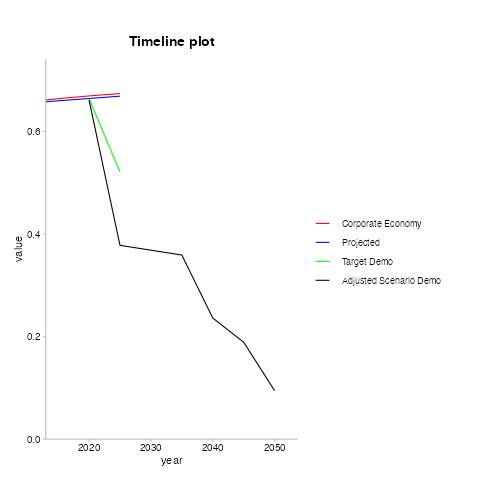 Timeline plot
value
0.6
0.4
0.2
0.0
2020 2030 2040 2050
year
Corporate Economy
Projected
Target Demo
Adjusted Scenario Demo